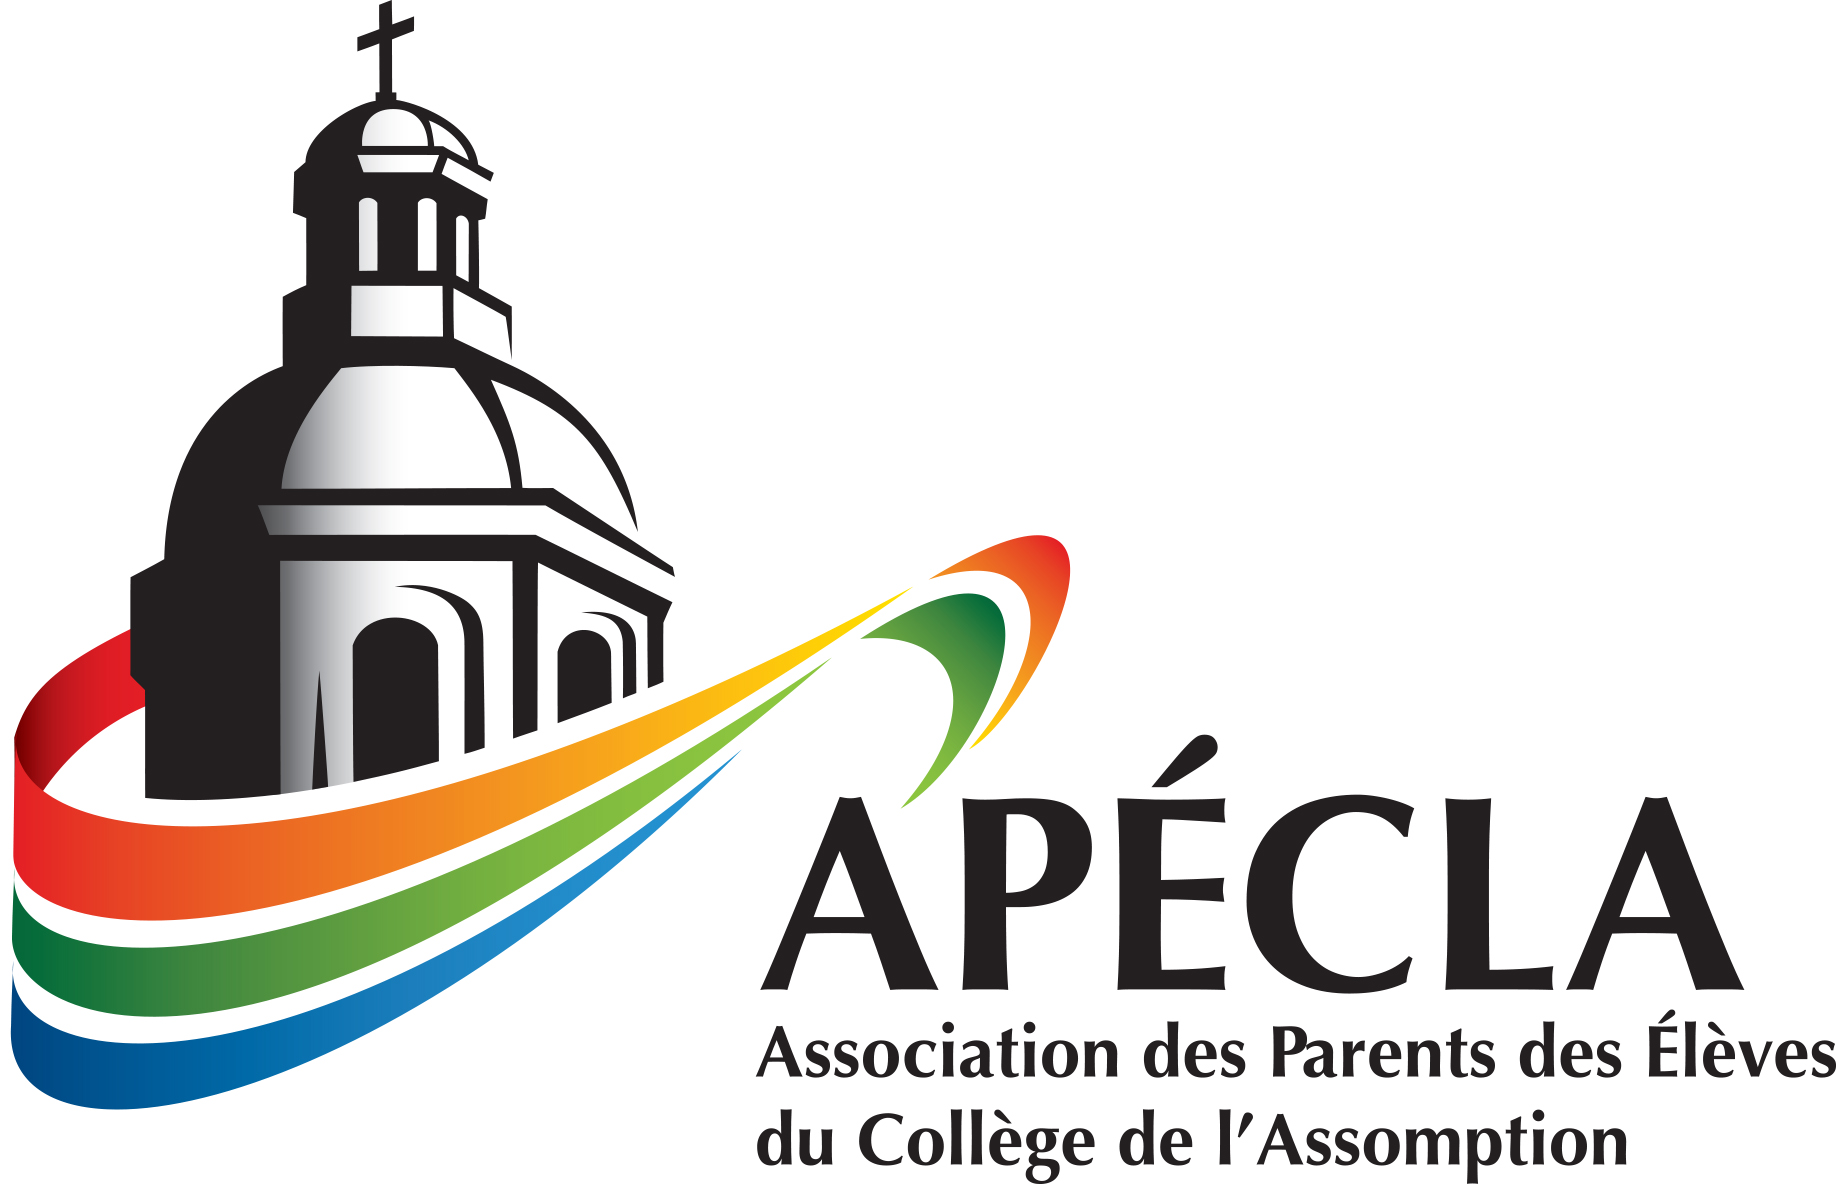 APÉCLA
Association des Parents des Élèves
du Collège de l’Assomption